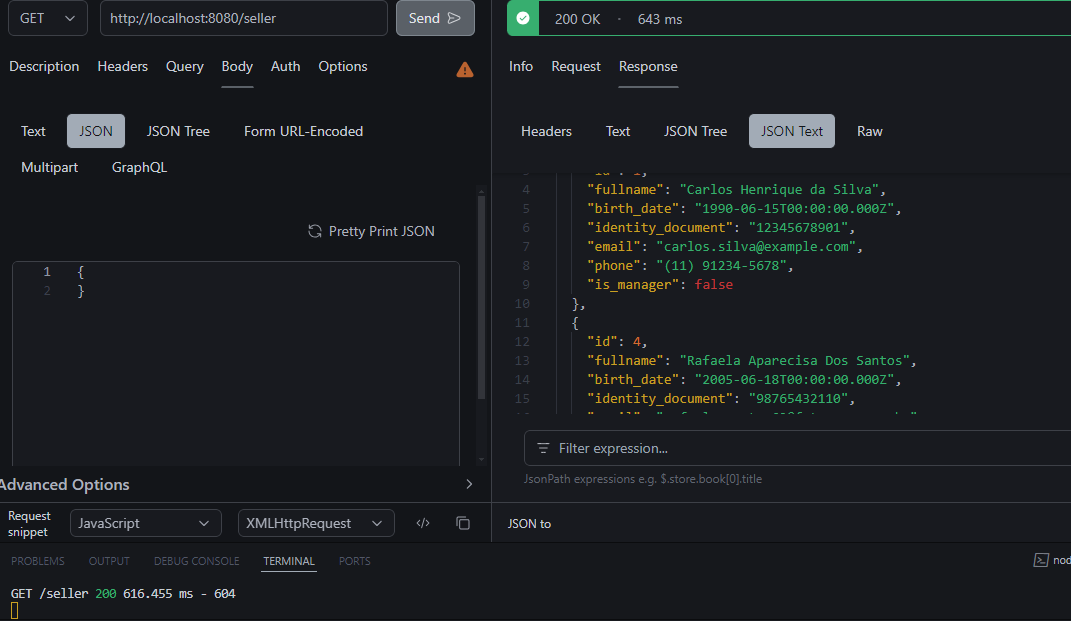 GET
http://localhost:8080/seller
Send
Description Headers Query Body Auth Options
Text JSON JSON Tree Form URL-Encoded
Multipart GraphQL
Pretty Print JSON
1 {
2 }
Advanced Options
Request snippet
JavaScript
XMLHttpRequest
</>
200 OK · 643 ms
Info Request Response
Headers Text JSON Tree JSON Text Raw
4 "fullname": "Carlos Henrique da Silva",
5 "birth_date": "1990-06-15T00:00:00.000Z",
6 "identity_document": "12345678901",
7 "email": "carlos.silva@example.com",
8 "phone": "(11) 91234-5678",
9 "is_manager": false
10 },
11 {
12 "id": 4,
13 "fullname": "Rafaela Aparecisa Dos Santos",
14 "birth_date": "2005-06-18T00:00:00.000Z",
15 "identity_document": "98765432110",
Filter expression...
JsonPath expressions e.g. $.store.book[0].title
JSON to
PROBLEMS OUTPUT DEBUG CONSOLE TERMINAL PORTS
nod
GET /seller 200 616.455 ms - 604